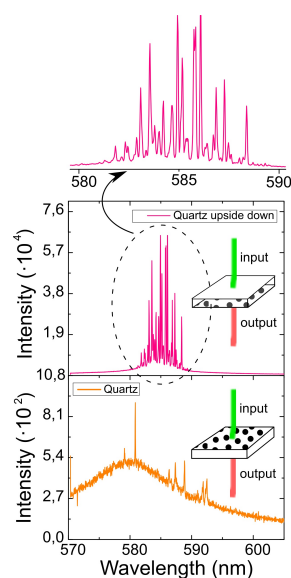 580 585 590
Intensity (·10⁴)
7.6
5.7
3.8
1.9
Quartz upside down
input
output
Intensity (·10²)
10,8
8,1
5,4
2,7
0,0
Quartz
input
output
570 580 590 600
Wavelength (nm)